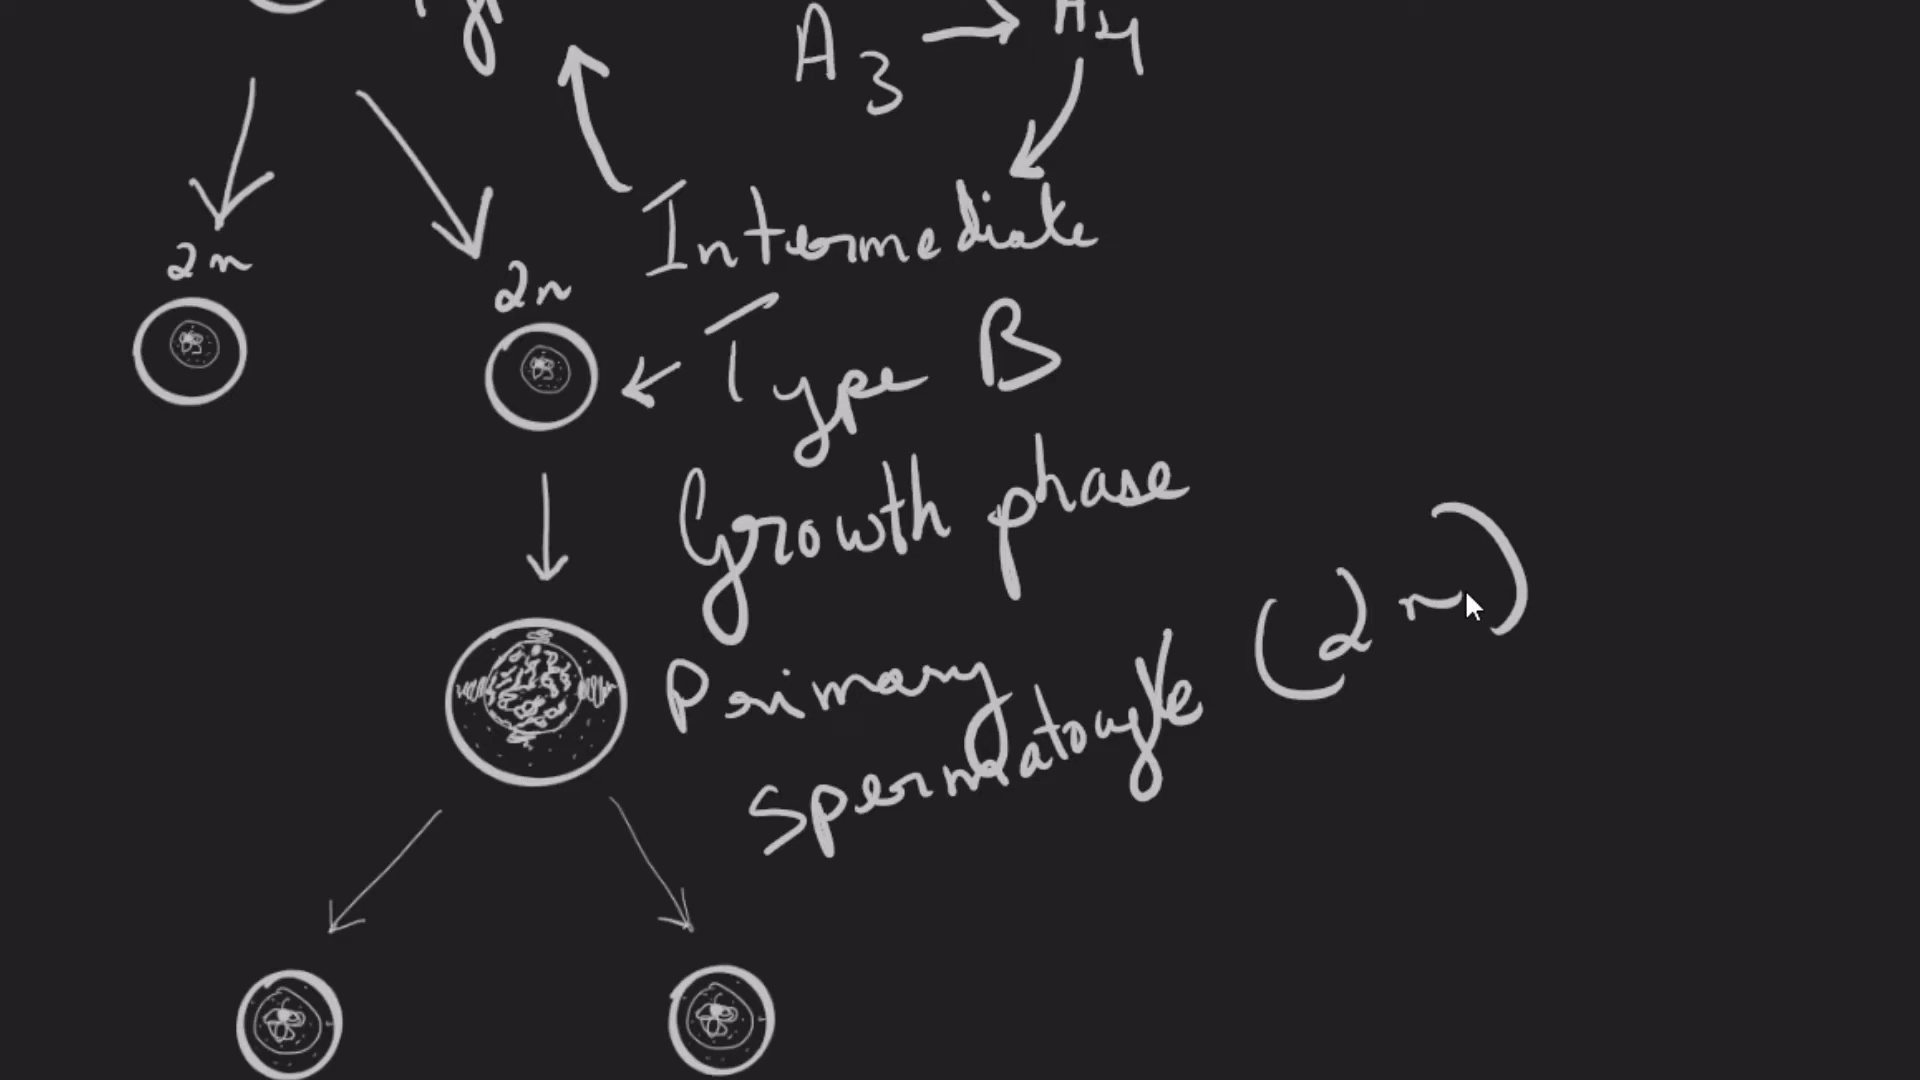 A3 → A4
Intermediate
2n
2n
Type B
Growth phase
Primary
spermatocyte (2n)